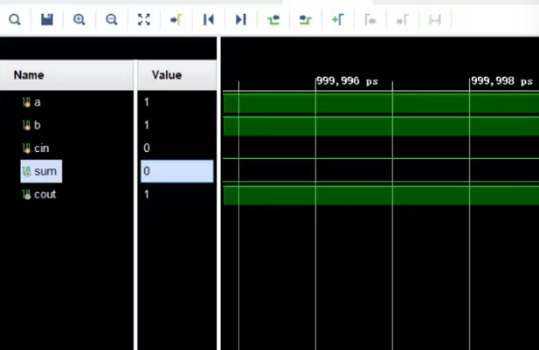 999,996 ps 999,998 ps
Name Value
a 1
b 1
cin 0
sum 0
cout 1